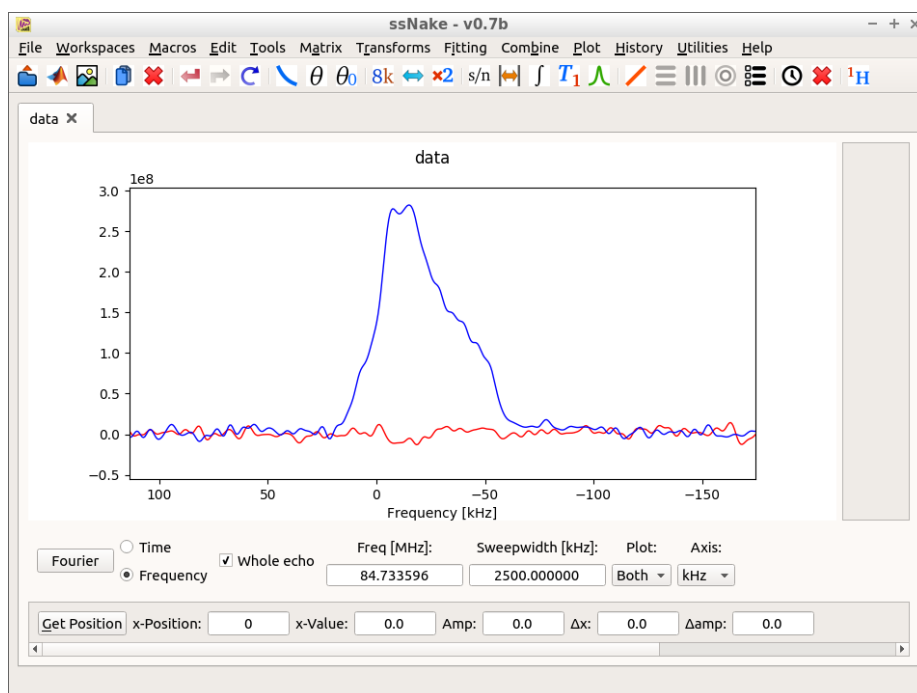 ssNake - v0.7b
File Workspaces Macros Edit Tools Matrix Transforms Fitting Combine Plot History Utilities Help
θ θ0 8k ×2 s/n ∫ T1 1H
data
data
1e8
3.0
2.5
2.0
1.5
1.0
0.5
0.0
−0.5
100 50 0 −50 −100 −150
Frequency [kHz]
Fourier
Time
Frequency
Whole echo
Freq [MHz]: Sweepwidth [kHz]: Plot: Axis:
84.733596 2500.000000 Both kHz
Get Position x-Position: 0 x-Value: 0.0 Amp: 0.0 Δx: 0.0 Δamp: 0.0